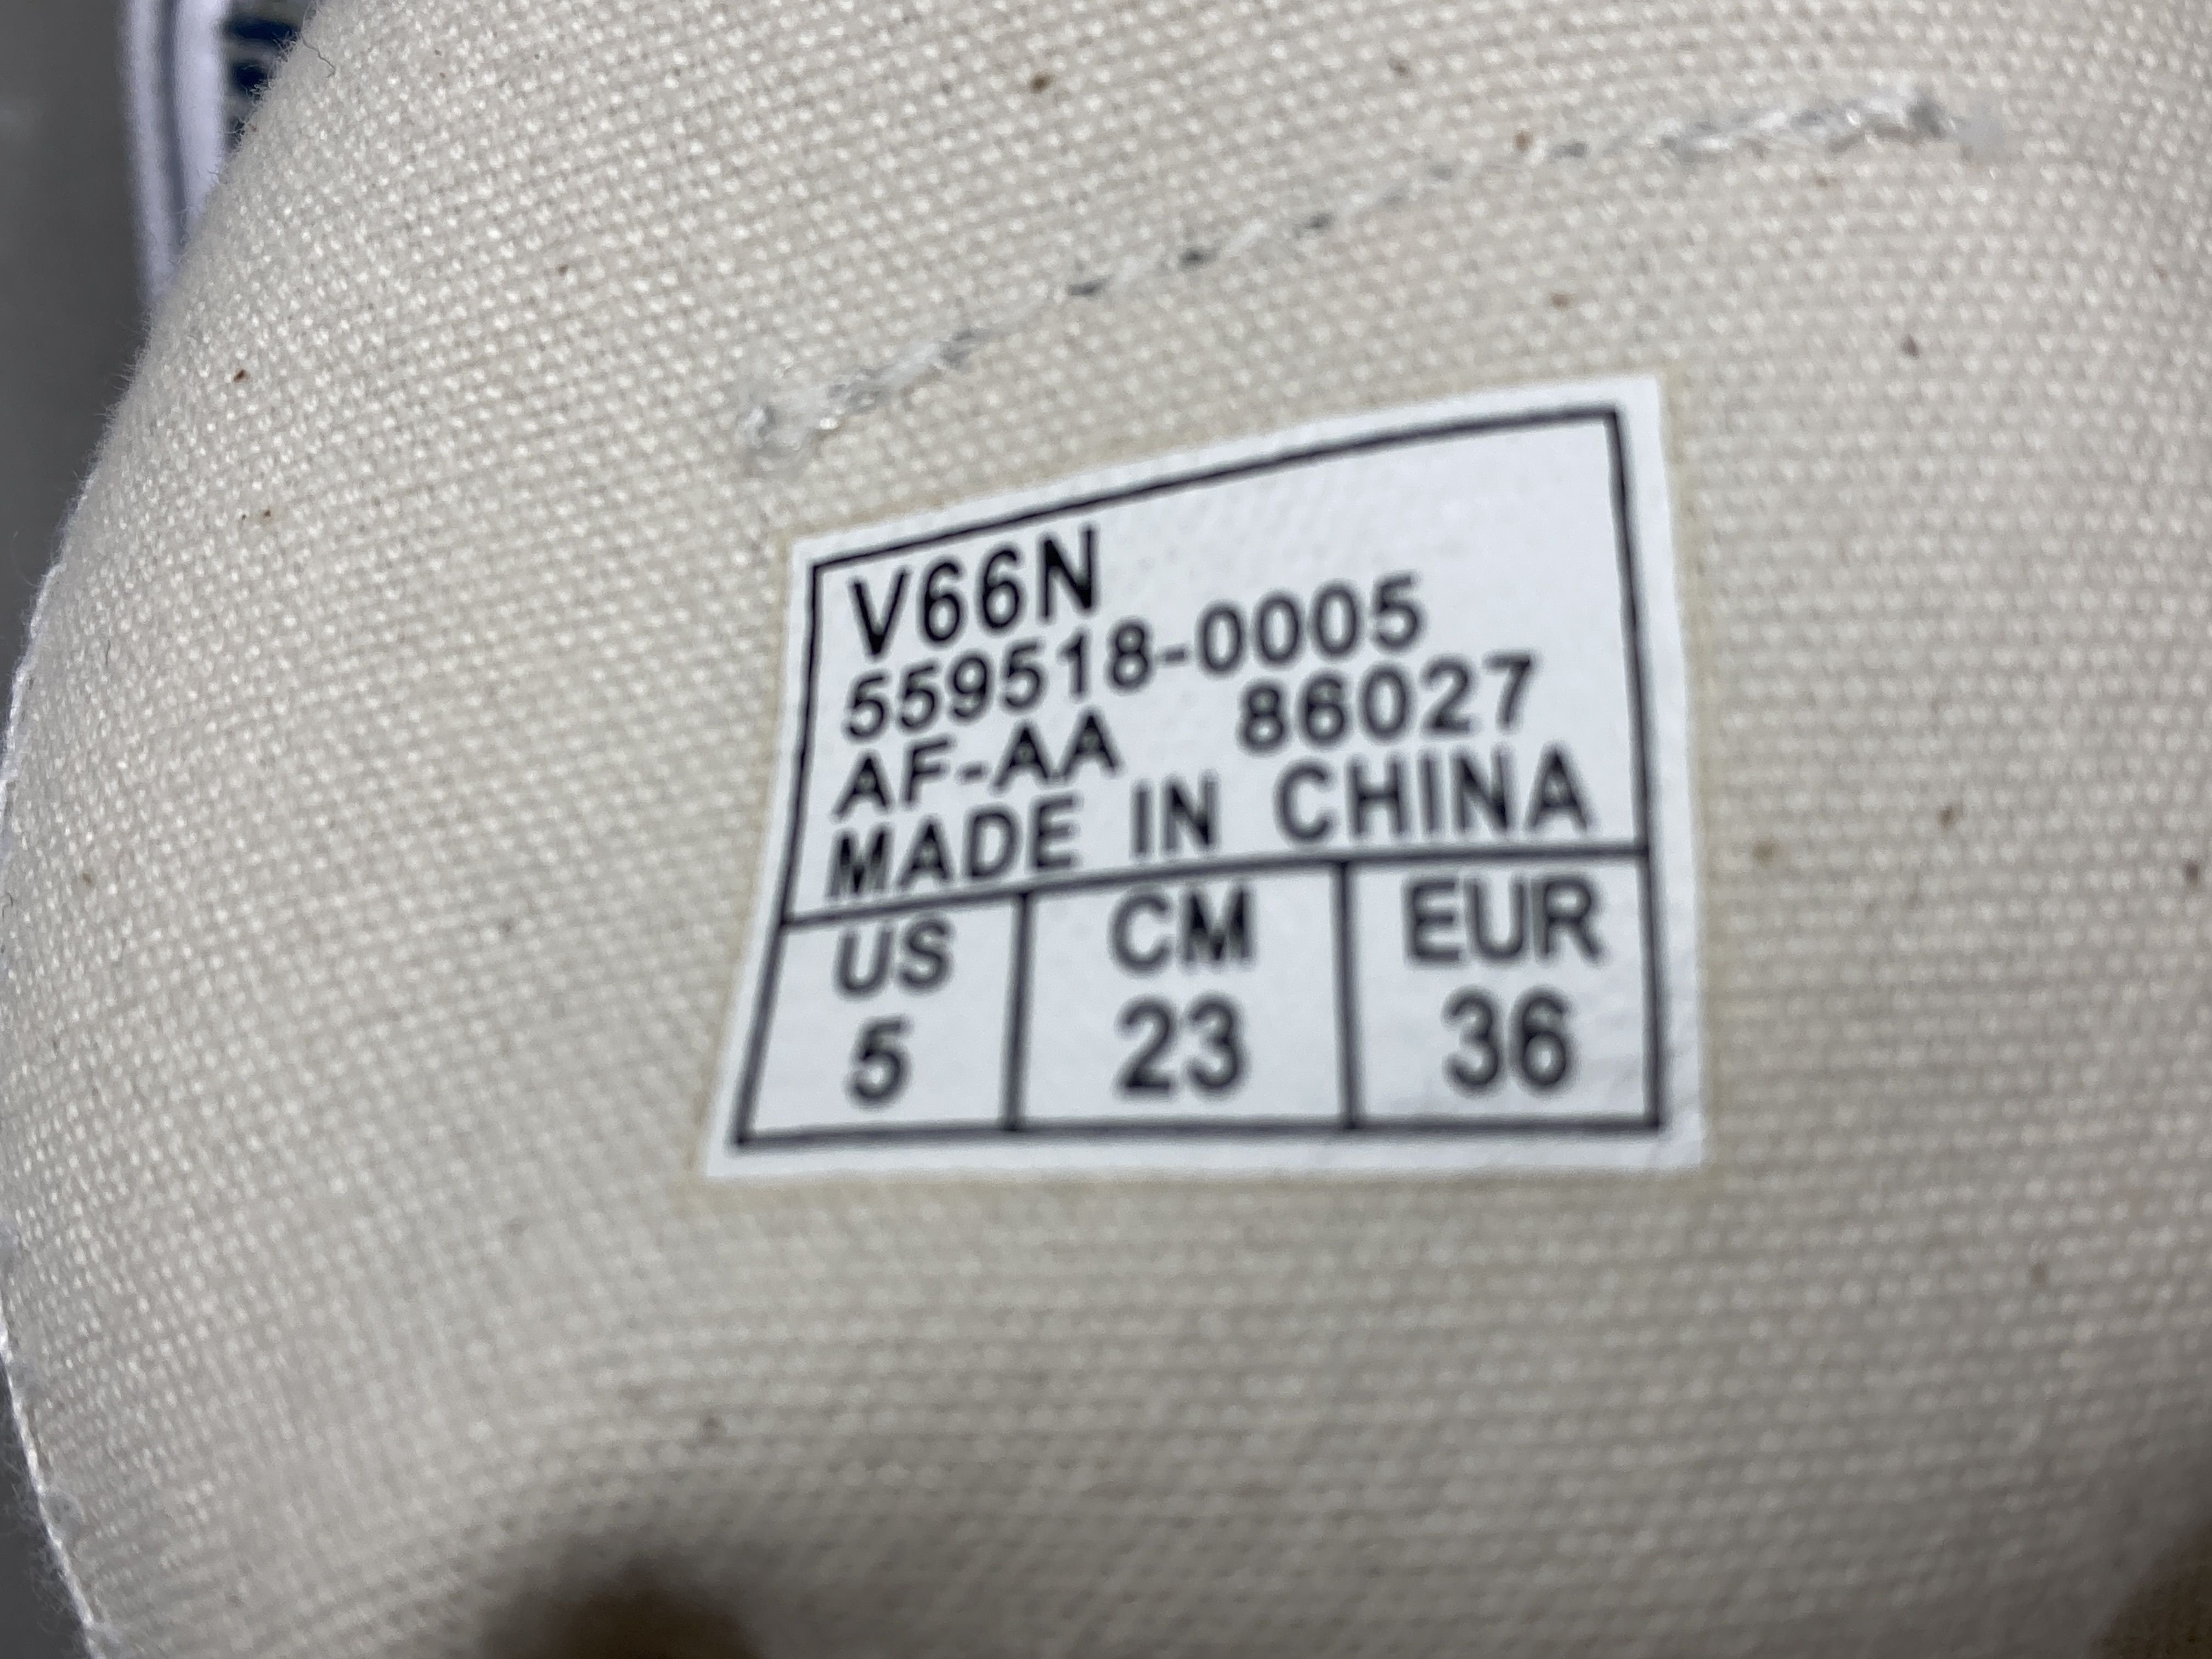 V66N
559518-0005
AF-AA 86027
MADE IN CHINA
US CM EUR
5 23 36